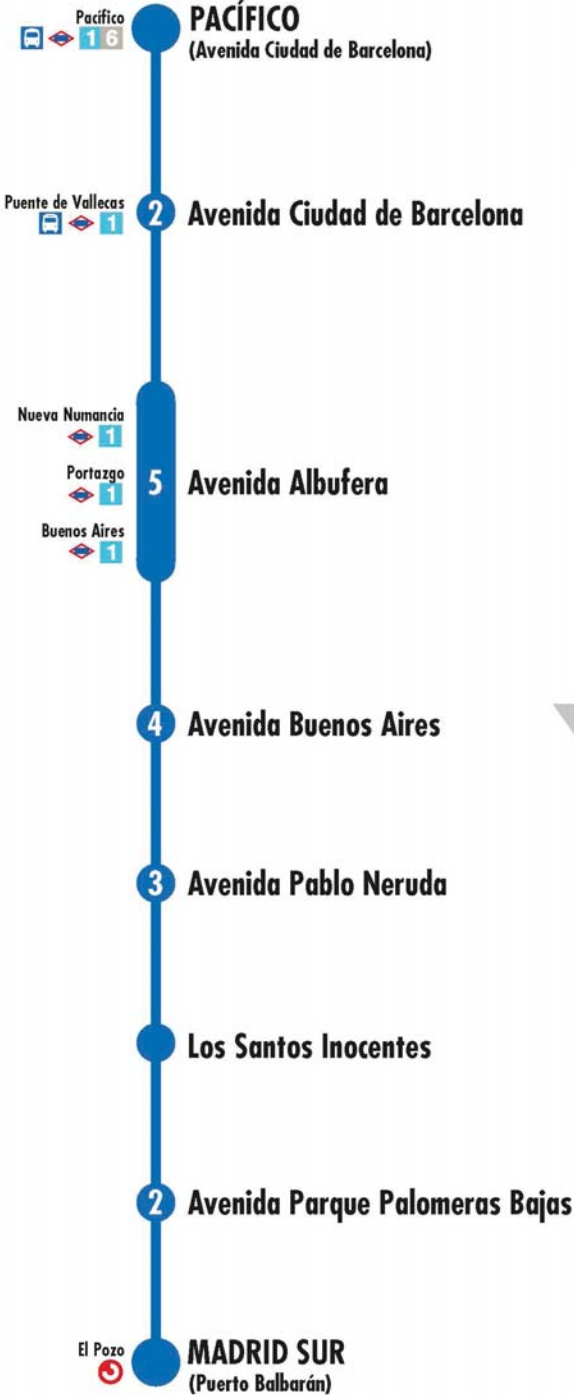 Pacífico
1 6
PACÍFICO
(Avenida Ciudad de Barcelona)
Puente de Vallecas
1
2
Avenida Ciudad de Barcelona
Nueva Numancia
1
Portazgo
1
Buenos Aires
1
5
Avenida Albufera
4
Avenida Buenos Aires
3
Avenida Pablo Neruda
Los Santos Inocentes
2
Avenida Parque Palomeras Bajas
El Pozo
MADRID SUR
(Puerto Balbarán)